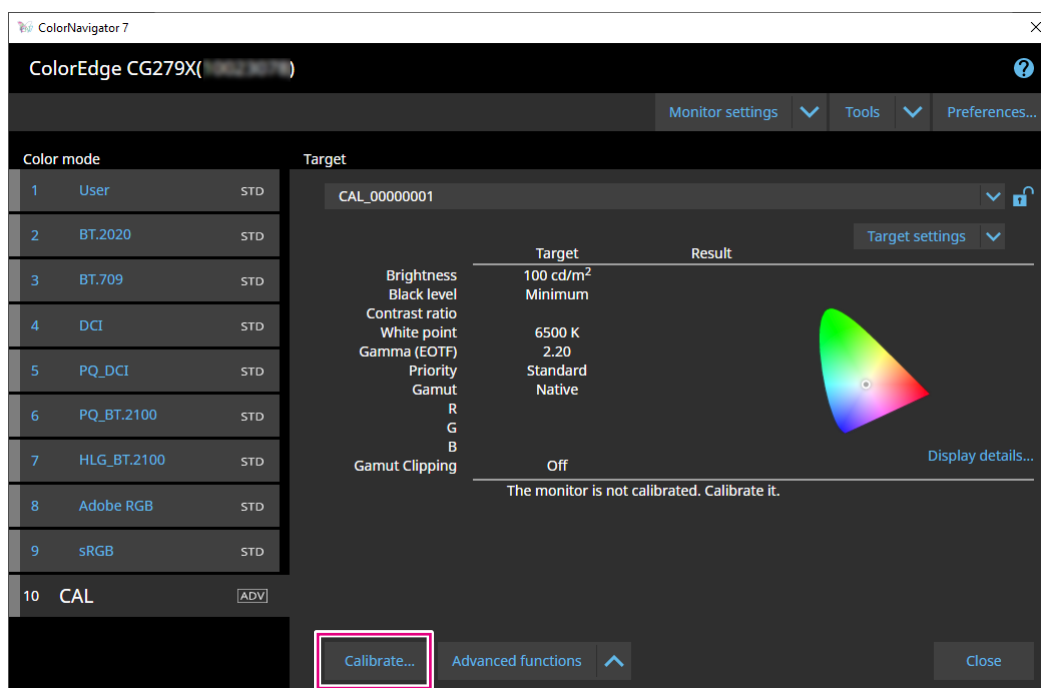 ColorNavigator 7
ColorEdge CG279X( )
Monitor settings Tools Preferences...
Color mode Target
1 User STD
CAL_00000001
2 BT.2020 STD
Target settings
Target Result
3 BT.709 STD
Brightness 100 cd/m²
Black level Minimum
Contrast ratio
4 DCI STD
White point 6500 K
Gamma (EOTF) 2.20
5 PQ_DCI STD
Priority Standard
Gamut Native
R
6 PQ_BT.2100 STD
G
B
Display details...
7 HLG_BT.2100 STD
Gamut Clipping Off
The monitor is not calibrated. Calibrate it.
8 Adobe RGB STD
9 sRGB STD
10 CAL ADV
Calibrate... Advanced functions Close